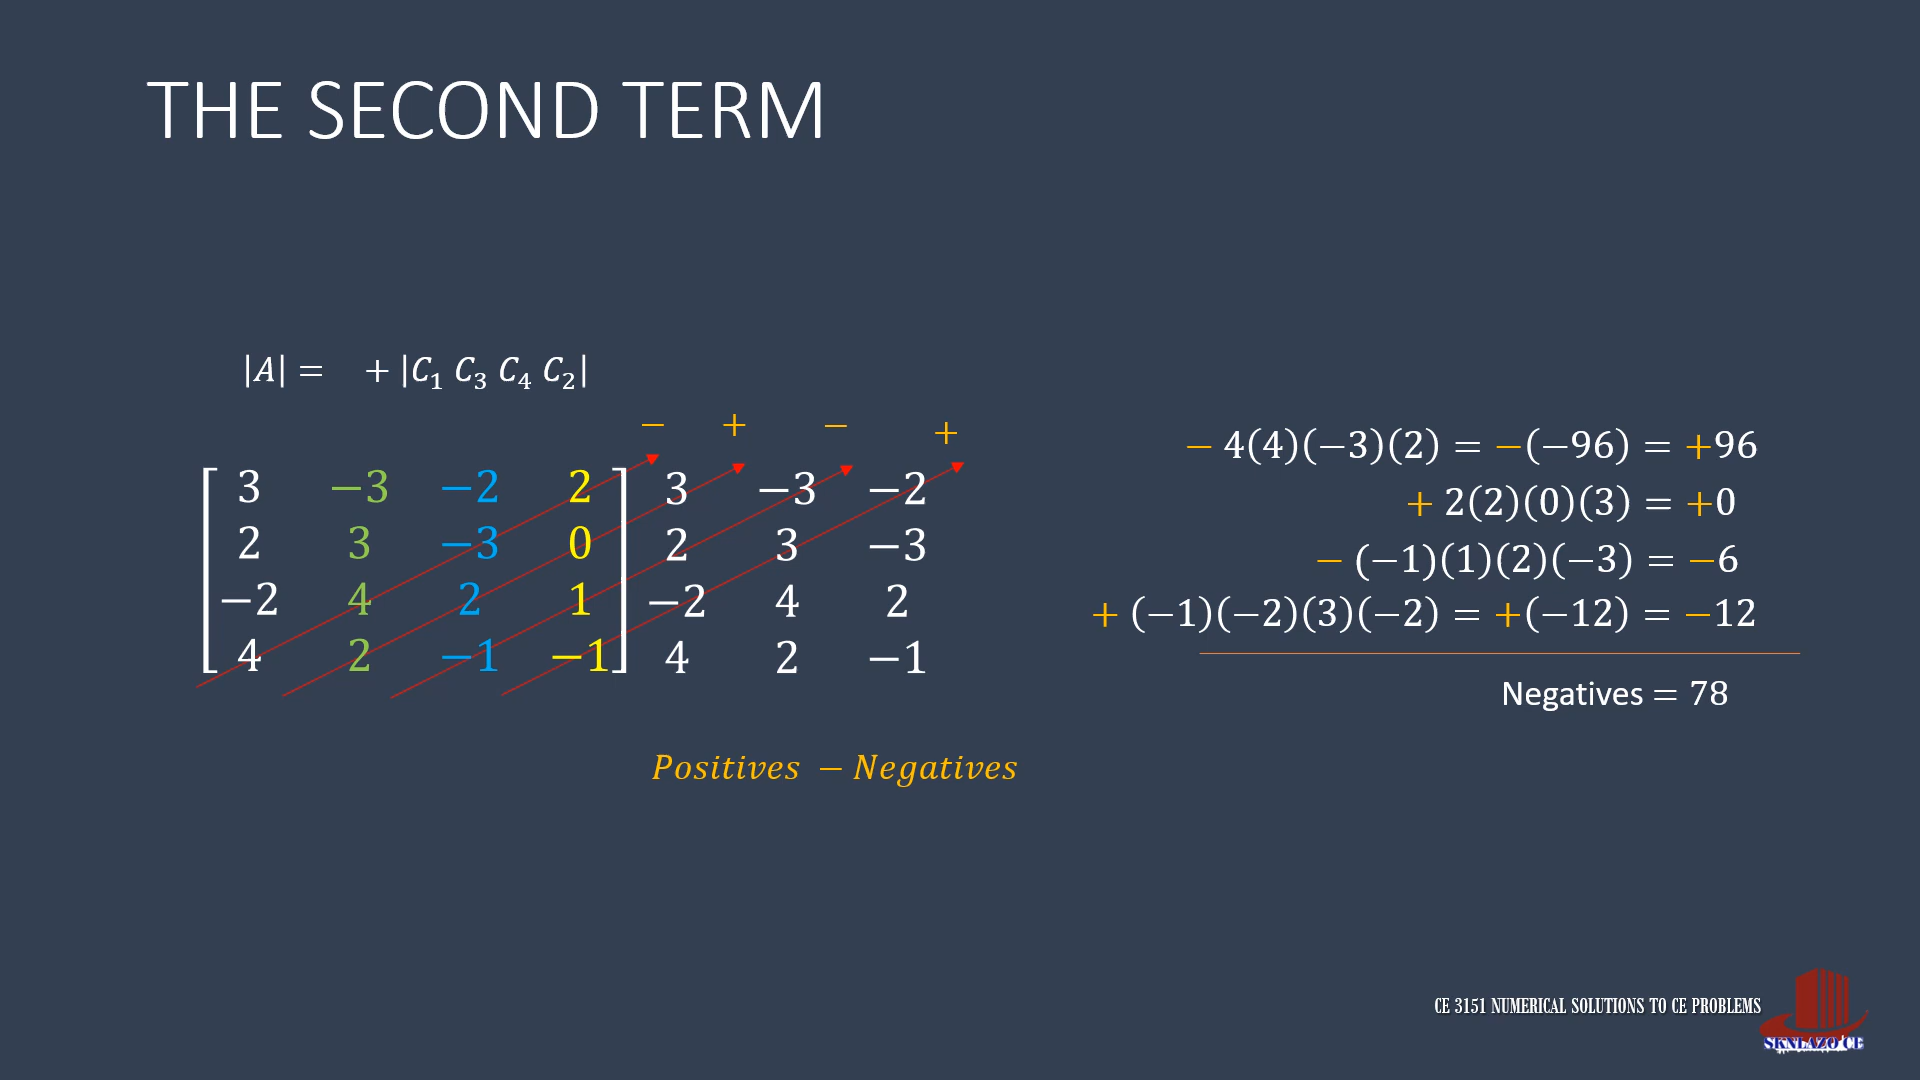 THE SECOND TERM
|A| = + |C₁ C₃ C₄ C₂|
− + − +
[3 −3 −2 2] 3 −3 −2
[2 3 −3 0] 2 3 −3
[−2 4 2 1] −2 4 2
[4 2 −1 −1] 4 2 −1
Positives − Negatives
− 4(4)(−3)(2) = −(−96) = +96
+ 2(2)(0)(3) = +0
− (−1)(1)(2)(−3) = −6
+ (−1)(−2)(3)(−2) = +(−12) = −12
Negatives = 78
CE 3151 NUMERICAL SOLUTIONS TO CE PROBLEMS
SKNLAZO CE